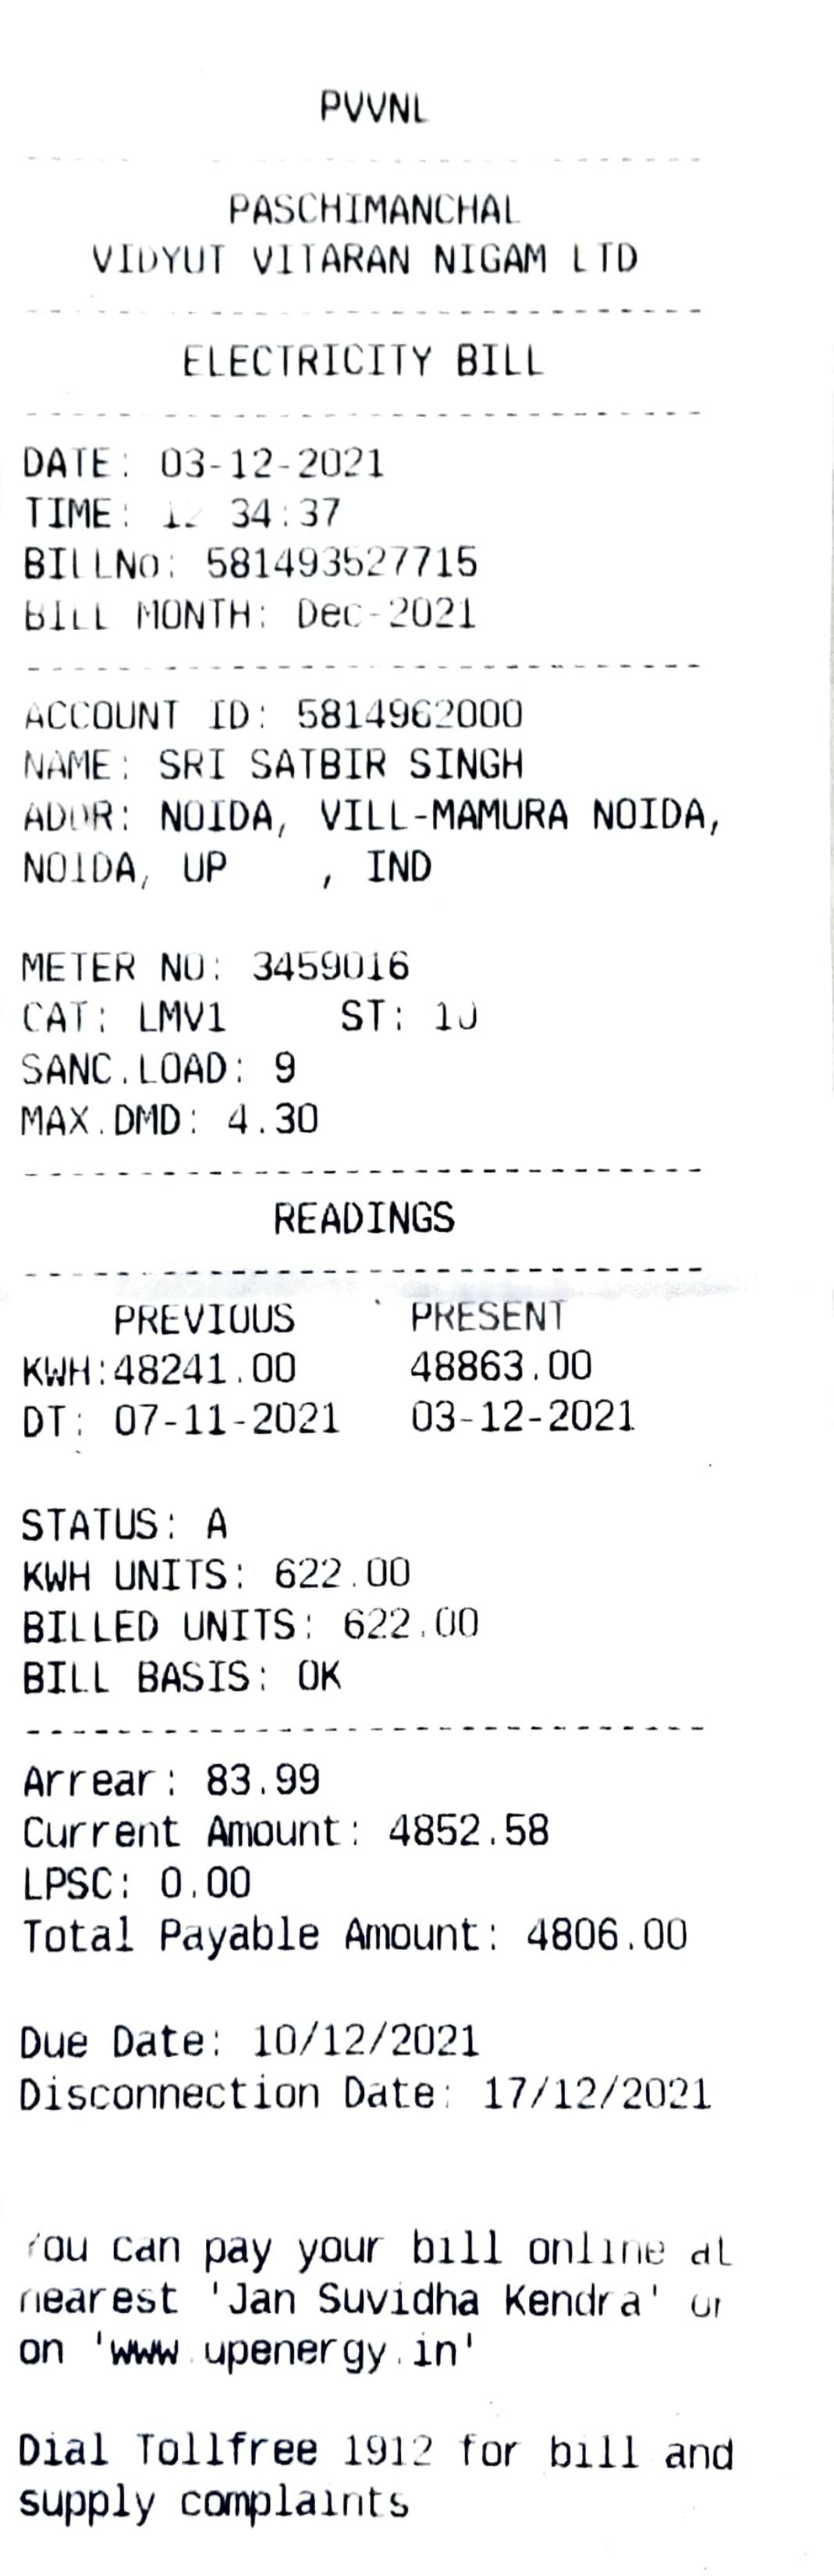 PVVNL
PASCHIMANCHAL
VIDYUT VITARAN NIGAM LTD
ELECTRICITY BILL
DATE: 03-12-2021
TIME: 34:37
BILLNo: 581493527715
BILL MONTH: Dec-2021
ACCOUNT ID: 5814962000
NAME: SRI SATBIR SINGH
ADDR: NOIDA, VILL-MAMURA NOIDA,
NOIDA, UP , IND
METER NO: 3459016
CAT: LMV1 ST: 10
SANC.LOAD: 9
MAX.DMD: 4.30
READINGS
PREVIOUS PRESENT
KWH:48241.00 48863.00
DT: 07-11-2021 03-12-2021
STATUS: A
KWH UNITS: 622.00
BILLED UNITS: 622.00
BILL BASIS: OK
Arrear: 83.99
Current Amount: 4852.58
LPSC: 0.00
Total Payable Amount: 4806.00
Due Date: 10/12/2021
Disconnection Date: 17/12/2021
You can pay your bill online at
nearest 'Jan Suvidha Kendra' or
on 'www.upenergy.in'
Dial Tollfree 1912 for bill and
supply complaints